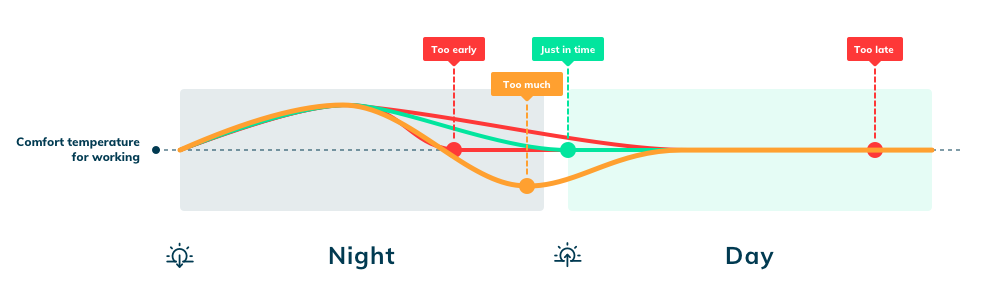 Too early
Just in time
Too late
Too much
Comfort temperature
for working
Night
Day